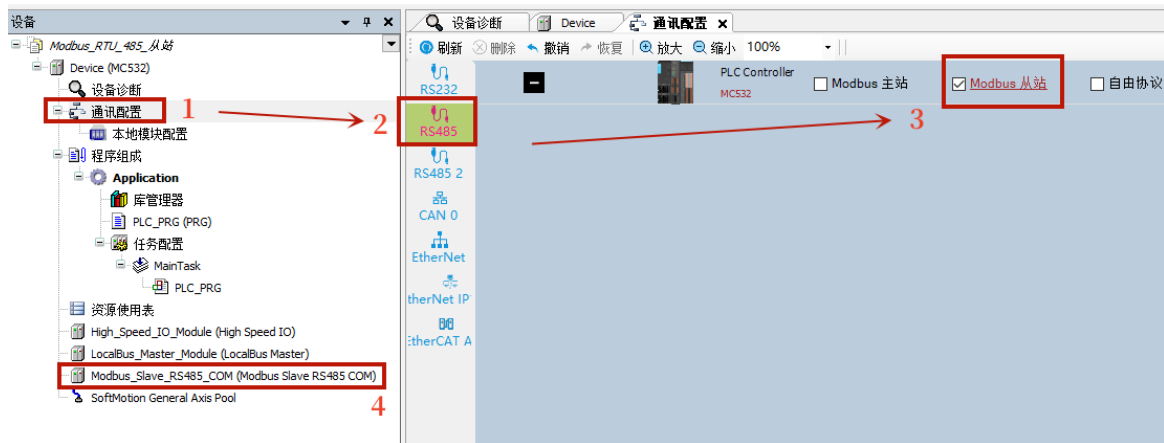 设备
Modbus_RTU_485_从站
Device (MC532)
设备诊断
通讯配置
1
本地模块配置
程序组成
Application
库管理器
PLC_PRG (PRG)
任务配置
MainTask
PLC_PRG
资源使用表
High_Speed_IO_Module (High Speed IO)
LocalBus_Master_Module (LocalBus Master)
Modbus_Slave_RS485_COM (Modbus Slave RS485 COM)
4
SoftMotion General Axis Pool
设备诊断 Device 通讯配置
刷新 删除 撤销 恢复 放大 缩小 100%
RS232
PLC Controller
MC532
Modbus 主站
Modbus 从站
自由协议
2
RS485
3
RS485 2
CAN 0
EtherNet
therNet IP
therCAT A